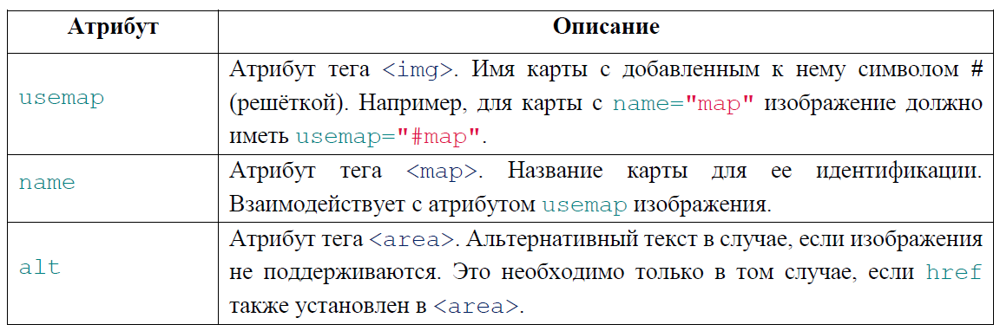 Атрибут Описание
usemap
Атрибут тега <img>. Имя карты с добавленным к нему символом #
(решёткой). Например, для карты с name="map" изображение должно
иметь usemap="#map".
name
Атрибут тега <map>. Название карты для ее идентификации.
Взаимодействует с атрибутом usemap изображения.
alt
Атрибут тега <area>. Альтернативный текст в случае, если изображения
не поддерживаются. Это необходимо только в том случае, если href
также установлен в <area>.